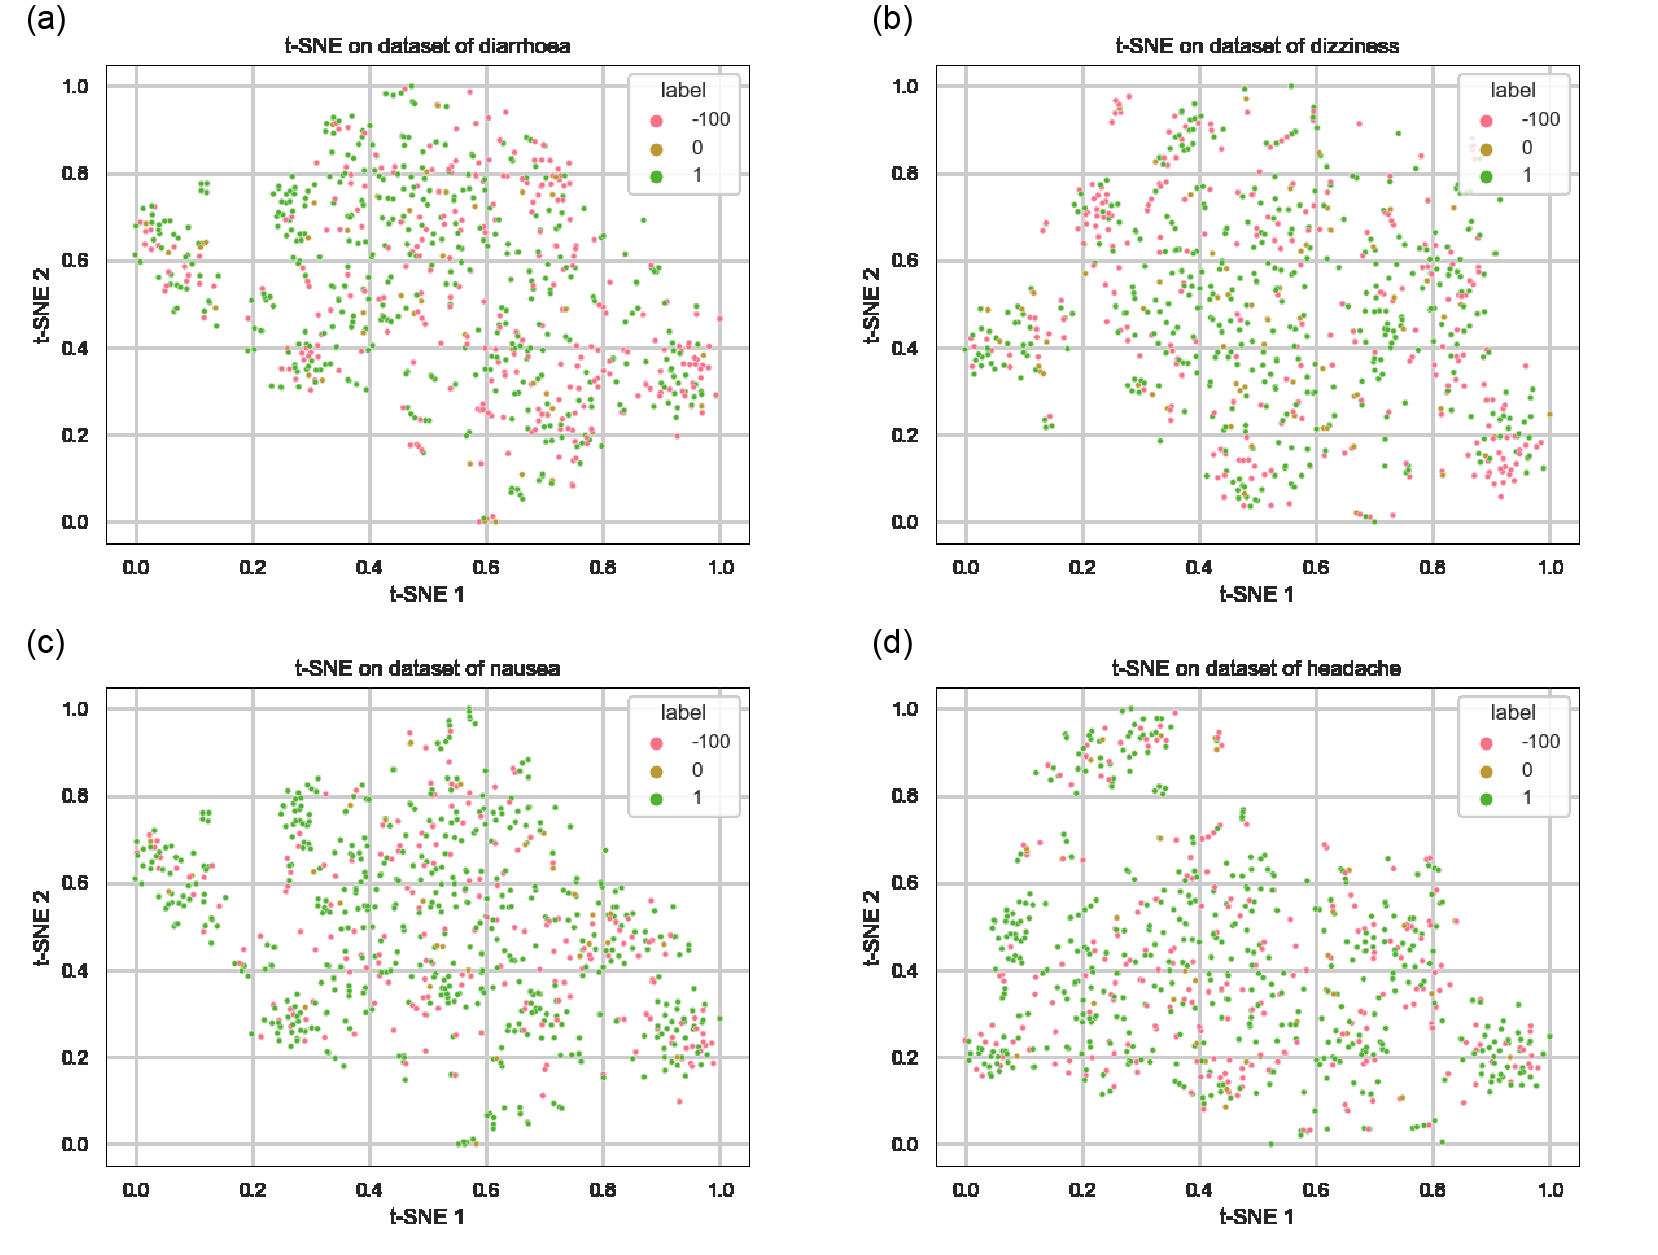 (a)
t-SNE on dataset of diarrhoea
label
-100
0
1
1.0
0.8
0.6
0.4
0.2
0.0
t-SNE 2
0.0 0.2 0.4 0.6 0.8 1.0
t-SNE 1
(b)
t-SNE on dataset of dizziness
label
-100
0
1
1.0
0.8
0.6
0.4
0.2
0.0
t-SNE 2
0.0 0.2 0.4 0.6 0.8 1.0
t-SNE 1
(c)
t-SNE on dataset of nausea
label
-100
0
1
1.0
0.8
0.6
0.4
0.2
0.0
t-SNE 2
0.0 0.2 0.4 0.6 0.8 1.0
t-SNE 1
(d)
t-SNE on dataset of headache
label
-100
0
1
1.0
0.8
0.6
0.4
0.2
0.0
t-SNE 2
0.0 0.2 0.4 0.6 0.8 1.0
t-SNE 1